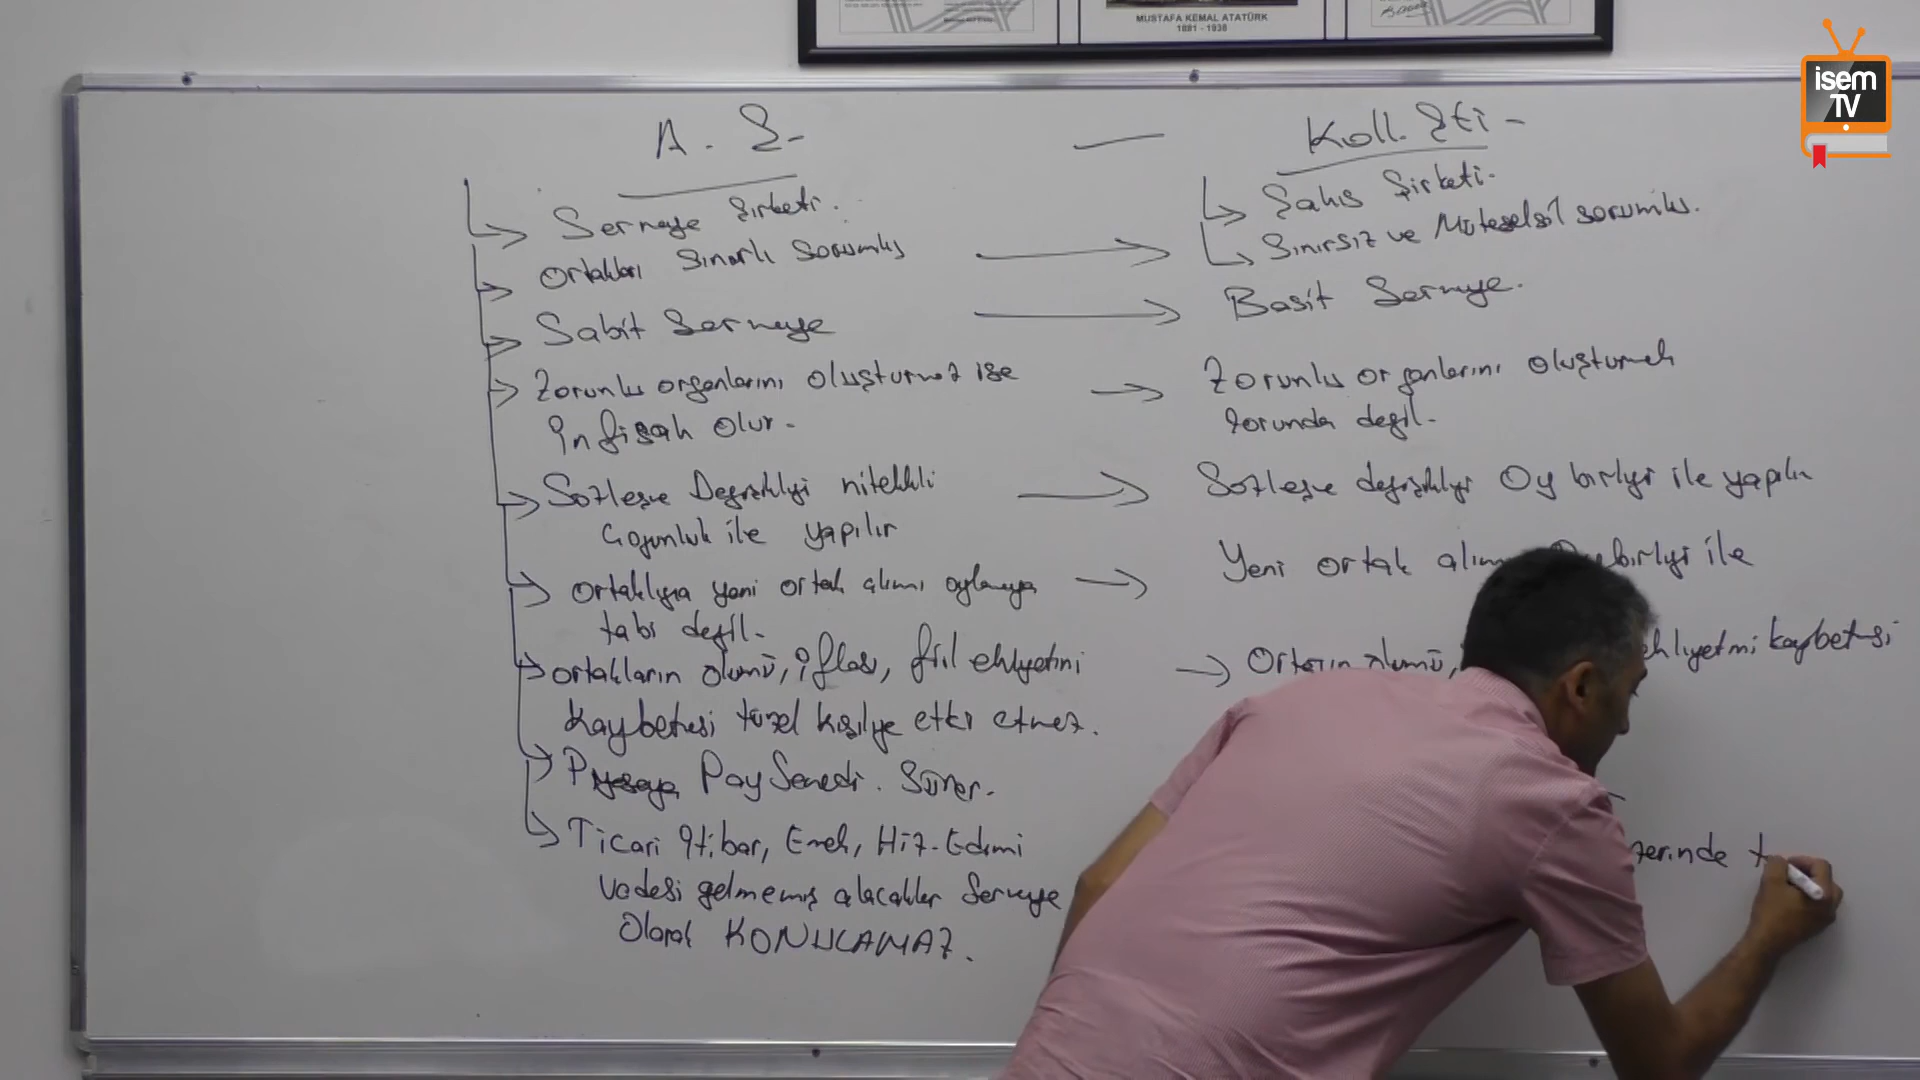 MUSTAFA KEMAL ATATÜRK
1881 - 1938
isem
TV
A. Ş. — Koll. Şti -
Sermaye Şirketi.
Ortakları Sınırlı Sorumlu
Sabit Sermaye
Zorunlu organlarını oluşturmaz ise
İnfisah Olur.
Sözleşme Değişikliği nitelikli
Çoğunluk ile yapılır
Ortaklığa yeni ortak alımı oylamaya
tabi değil.
Ortakların ölümü, İflası, fiil ehliyetini
Kaybetmesi tüzel kişiliğe etki etmez.
Piyasaya Pay Senedi. Sürer.
Ticari İtibar, Emek, Hiz. Edimi
Vadesi gelmemiş alacaklar Sermaye
Olarak KONULAMAZ.
Şahıs Şirketi.
Sınırsız ve Müteselsil sorumlu.
Basit Sermaye.
Zorunlu organlarını oluşturmak
Zorunda değil.
Sözleşme değişikliği Oy birliği ile yapılır
Yeni ortak alımı birliği ile
Ortağın ölümü, ehliyetini kaybetmesi
zerinde t